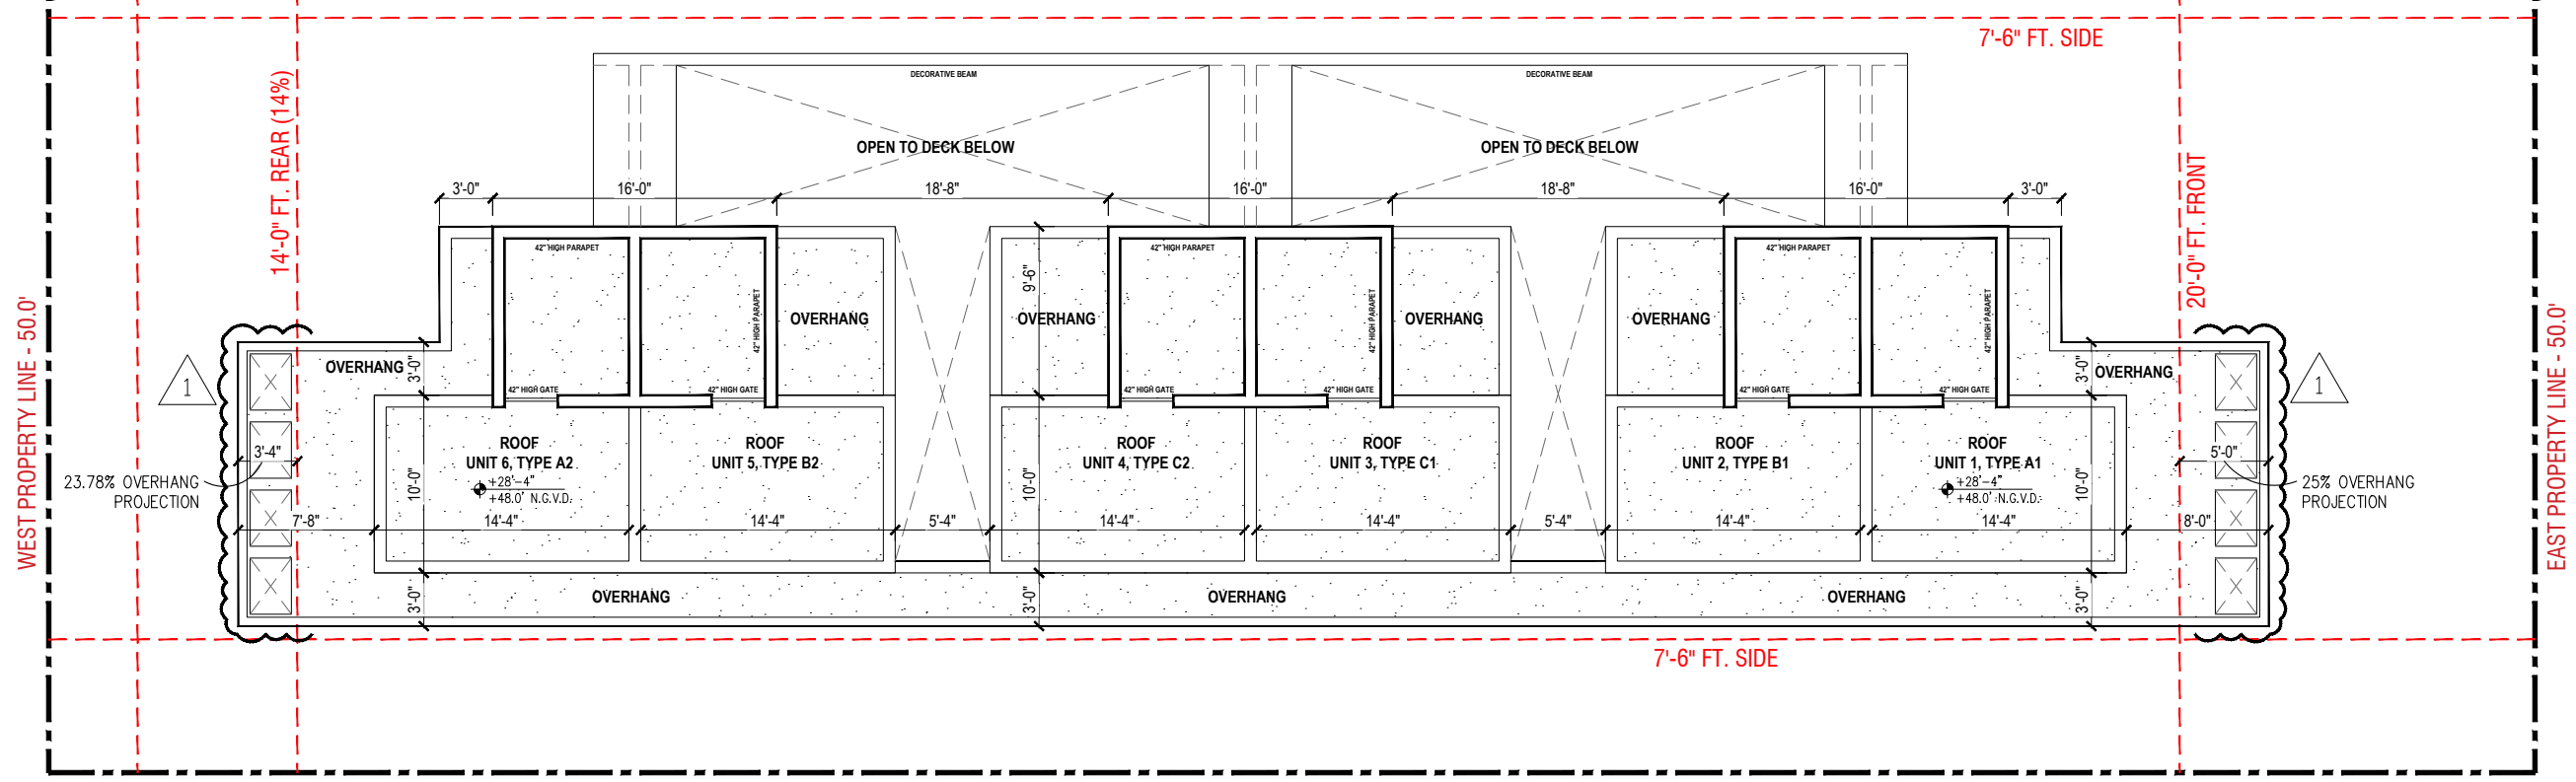 7'-6" FT. SIDE
DECORATIVE BEAM
DECORATIVE BEAM
14'-0" FT. REAR (14%)
OPEN TO DECK BELOW
OPEN TO DECK BELOW
20'-0" FT. FRONT
3'-0"
16'-0"
18'-8"
16'-0"
18'-8"
16'-0"
3'-0"
42" HIGH PARAPET
42" HIGH PARAPET
42" HIGH PARAPET
42" HIGH PARAPET
42" HIGH PARAPET
42" HIGH PARAPET
9'-6"
OVERHANG
OVERHANG
OVERHANG
OVERHANG
WEST PROPERTY LINE - 50.0'
EAST PROPERTY LINE - 50.0'
1
OVERHANG
3'-0"
3'-0"
OVERHANG
1
42" HIGH GATE
42" HIGH GATE
42" HIGH GATE
42" HIGH GATE
42" HIGH GATE
42" HIGH GATE
ROOF
UNIT 6, TYPE A2
+28'-4"
+48.0' N.G.V.D.
ROOF
UNIT 5, TYPE B2
ROOF
UNIT 4, TYPE C2
ROOF
UNIT 3, TYPE C1
ROOF
UNIT 2, TYPE B1
ROOF
UNIT 1, TYPE A1
+28'-4"
+48.0' N.G.V.D.
3'-4"
5'-0"
23.78% OVERHANG
PROJECTION
25% OVERHANG
PROJECTION
10'-0"
10'-0"
10'-0"
7'-8"
14'-4"
14'-4"
5'-4"
14'-4"
14'-4"
5'-4"
14'-4"
14'-4"
8'-0"
3'-0"
OVERHANG
3'-0"
OVERHANG
OVERHANG
3'-0"
7'-6" FT. SIDE